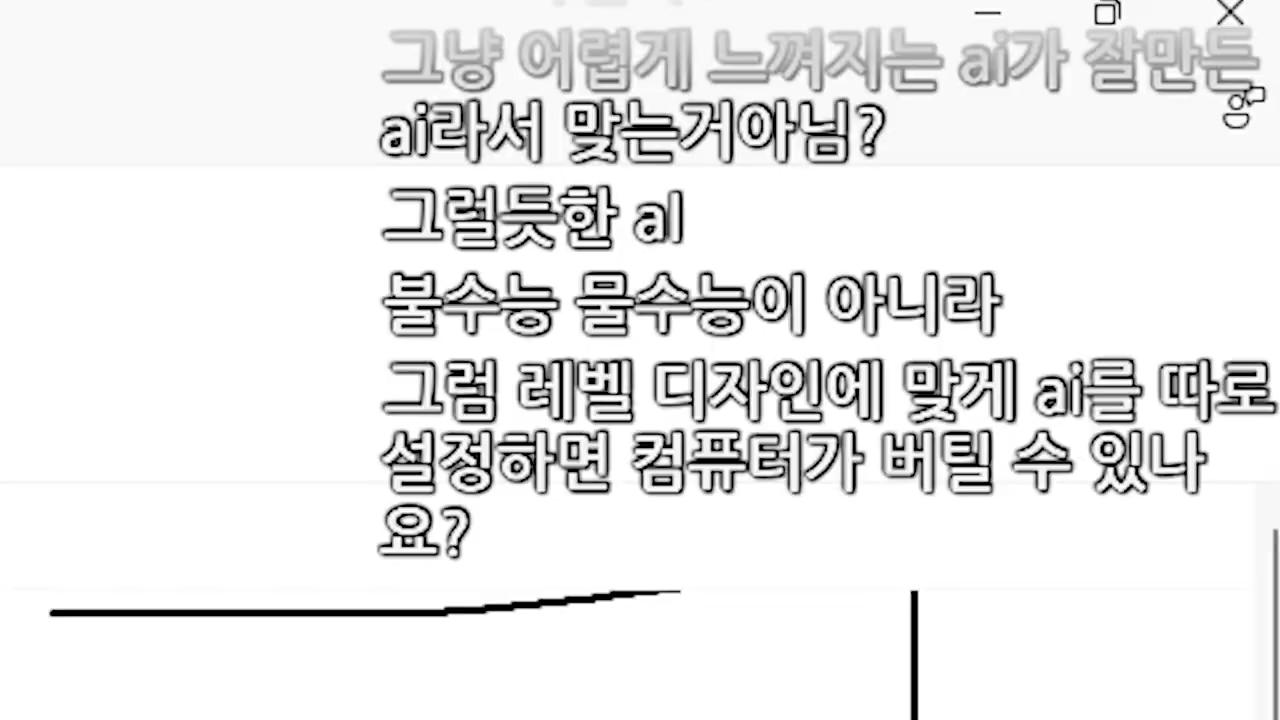 그냥 어렵게 느껴지는 ai가 잘만든
ai라서 맞는거아님?
그럴듯한 aI
불수능 물수능이 아니라
그럼 레벨 디자인에 맞게 ai를 따로
설정하면 컴퓨터가 버틸 수 있나
요?